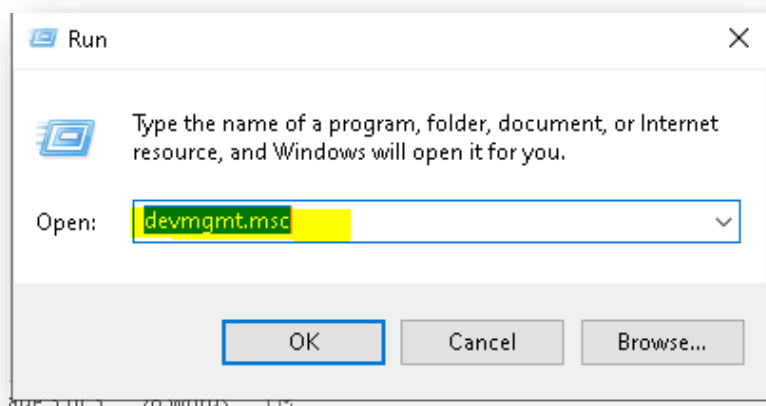 Run
Type the name of a program, folder, document, or Internet
resource, and Windows will open it for you.
Open: devmgmt.msc
OK Cancel Browse...